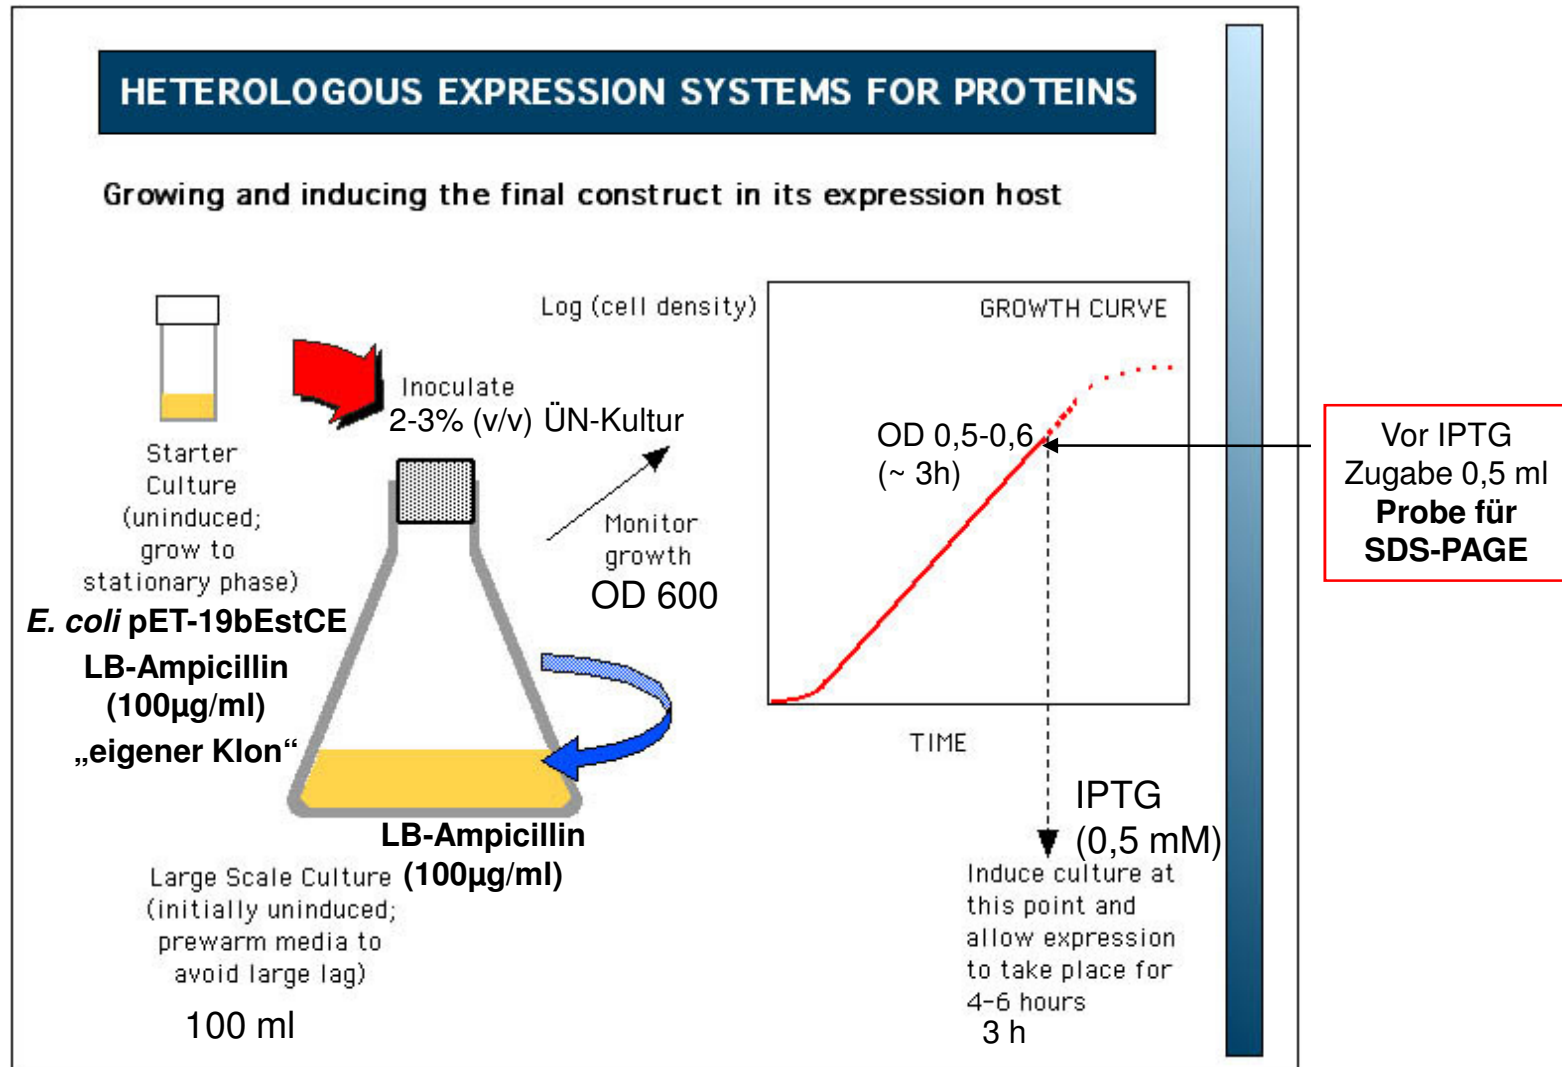 HETEROLOGOUS EXPRESSION SYSTEMS FOR PROTEINS
Growing and inducing the final construct in its expression host
Starter
Culture
(uninduced;
grow to
stationary phase)
E. coli pET-19bEstCE
LB-Ampicillin
(100µg/ml)
„eigener Klon“
Inoculate
2-3% (v/v) ÜN-Kultur
Monitor
growth
OD 600
LB-Ampicillin
(100µg/ml)
Large Scale Culture
(initially uninduced;
prewarm media to
avoid large lag)
100 ml
Log (cell density)
GROWTH CURVE
OD 0,5-0,6
(~ 3h)
TIME
IPTG
(0,5 mM)
Induce culture at
this point and
allow expression
to take place for
4-6 hours
3 h
Vor IPTG
Zugabe 0,5 ml
Probe für
SDS-PAGE